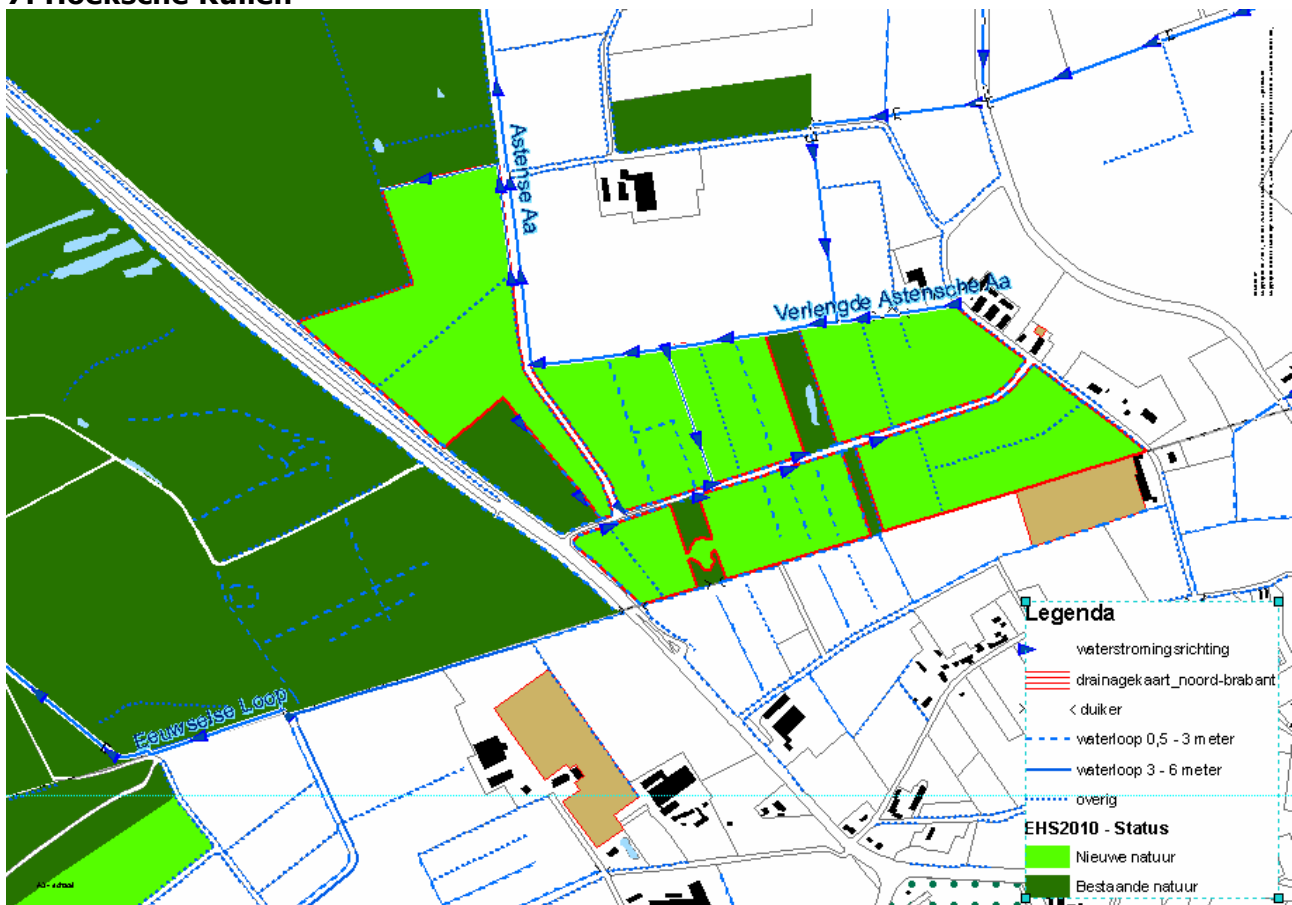 Astense Aa
Verlengde Astensche Aa
Eeuwselse Loop
Legenda
waterstromingsrichting
drainagekaart_noord-brabant
duiker
waterloop 0,5 - 3 meter
waterloop 3 - 6 meter
overig
EHS2010 - Status
Nieuwe natuur
Bestaande natuur